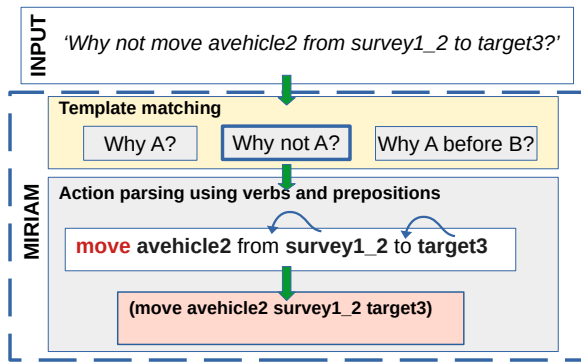 INPUT
‘Why not move avehicle2 from survey1_2 to target3?’
MIRIAM
Template matching
Why A?
Why not A?
Why A before B?
Action parsing using verbs and prepositions
move avehicle2 from survey1_2 to target3
(move avehicle2 survey1_2 target3)